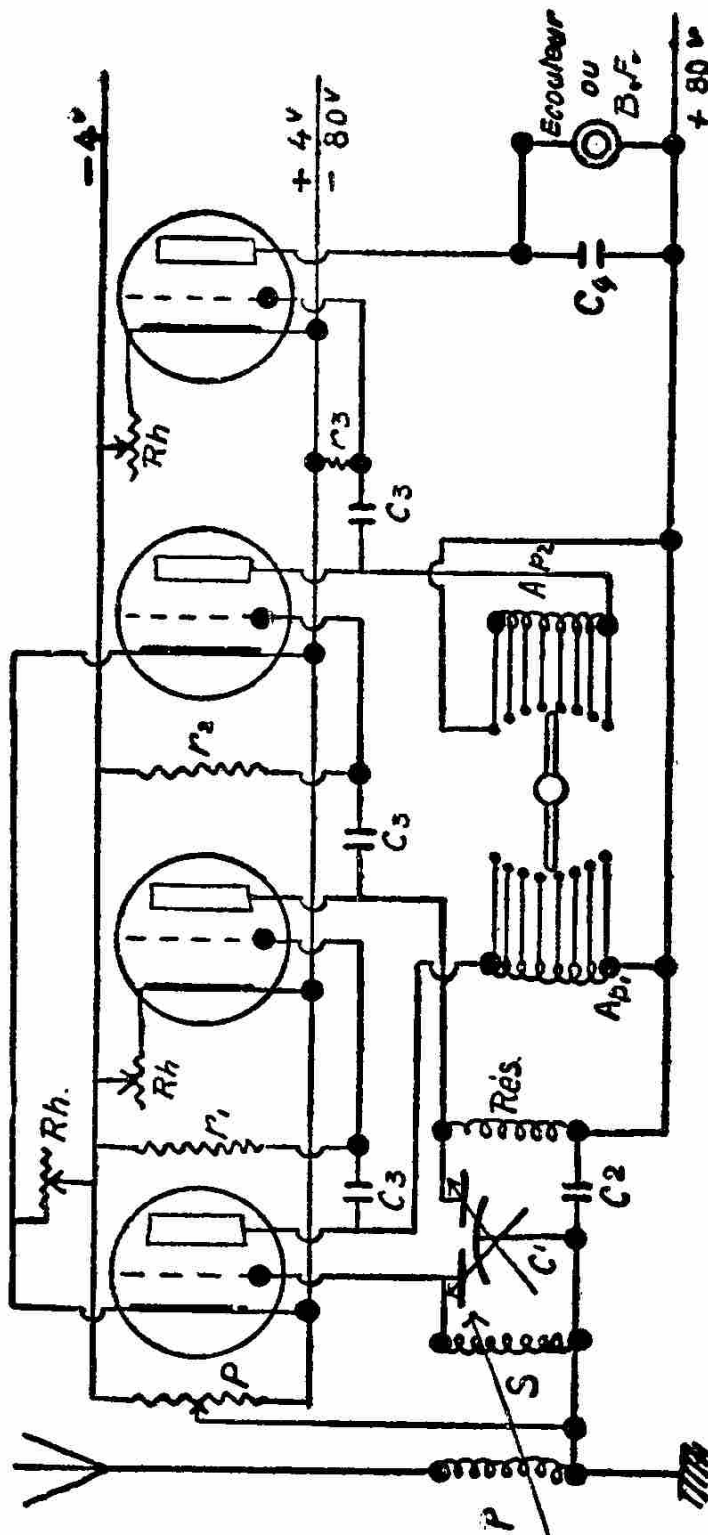 - 4v
+ 4v
- 80v
+ 80v
Ecouteur
ou
B.F.
Rh.
Rh
Rh
P
r1
r2
r3
C3
C3
C3
C4
P
S
C'
C2
Rés.
Ap1
Ap2